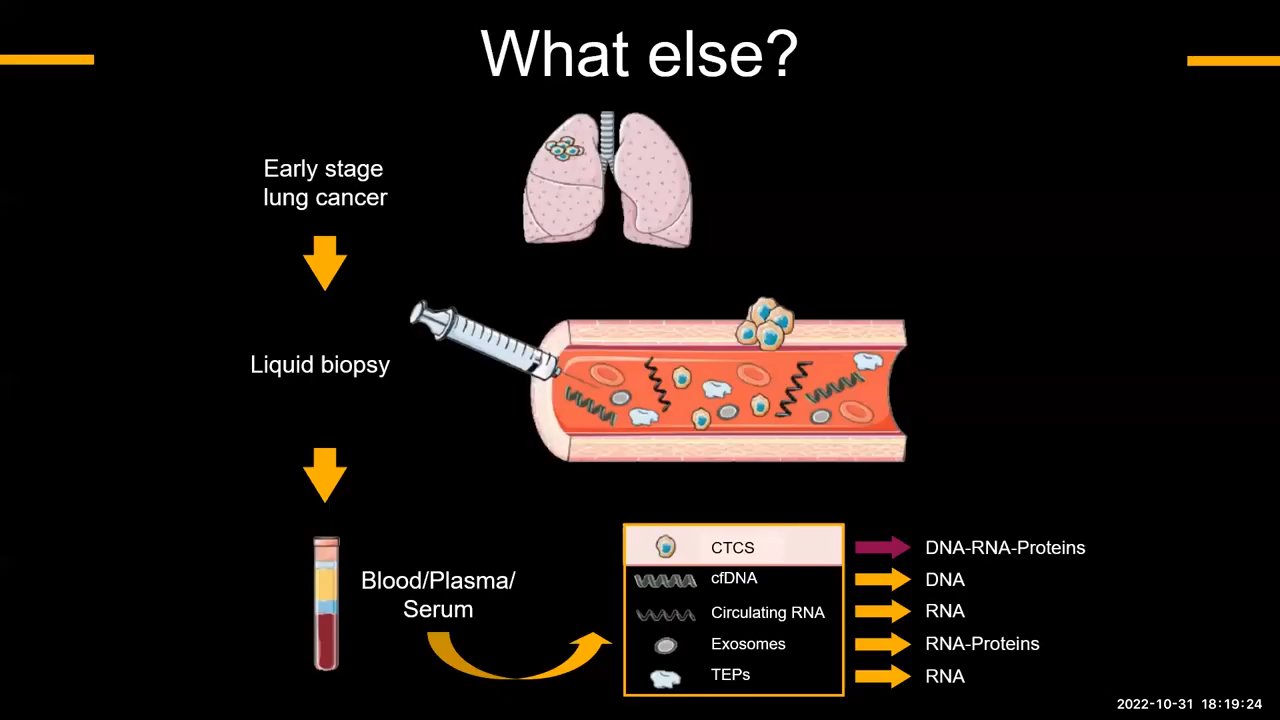 What else?
Early stage
lung cancer
Liquid biopsy
Blood/Plasma/
Serum
CTCS
DNA-RNA-Proteins
cfDNA
DNA
Circulating RNA
RNA
Exosomes
RNA-Proteins
TEPs
RNA
2022-10-31 18:19:24